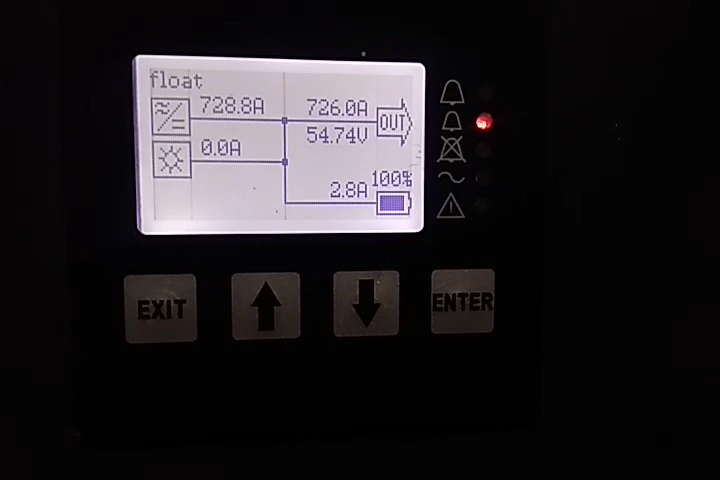 float
728.8A 726.0A OUT
54.74V
0.0A
100%
2.8A
EXIT ENTER